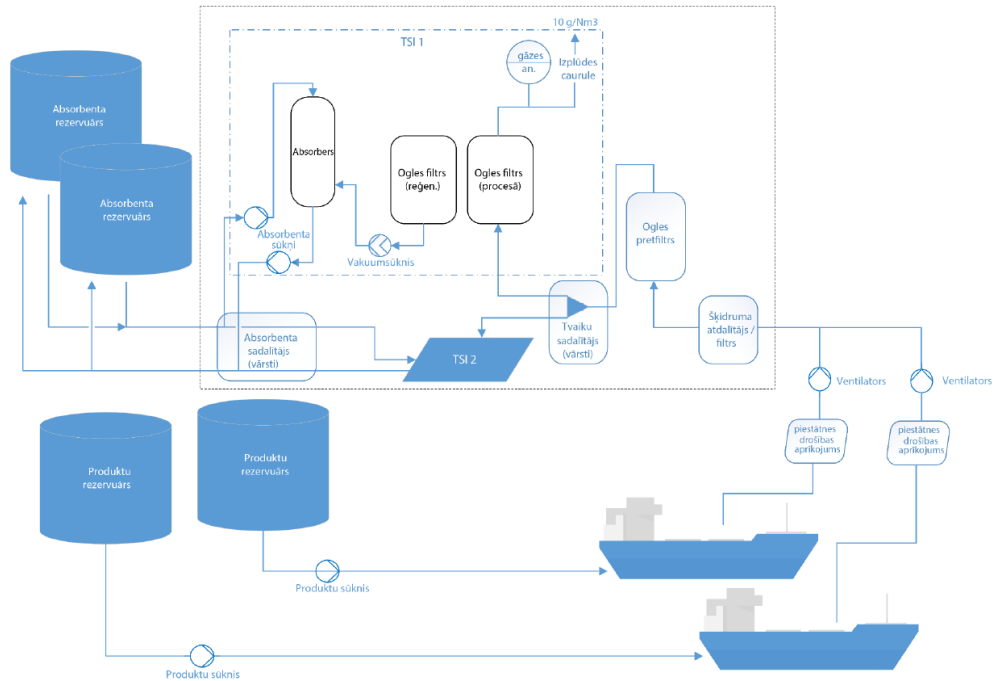 10 g/Nm3
TSI 1
gāzes
an.
Izplūdes
caurule
Absorbenta
rezervuārs
Absorbers
Ogles filtrs
(reģen.)
Ogles filtrs
(procesā)
Absorbenta
rezervuārs
Absorbenta
sūkņi
Vakuumsūknis
Ogles
pretfiltrs
Absorbenta
sadalītājs
(vārsti)
TSI 2
Tvaiku
sadalītājs
(vārsti)
Šķidruma
atdalītājs /
filtrs
Ventilators
Ventilators
piestātnes
drošības
aprīkojums
piestātnes
drošības
aprīkojums
Produktu
rezervuārs
Produktu
rezervuārs
Produktu sūknis
Produktu sūknis